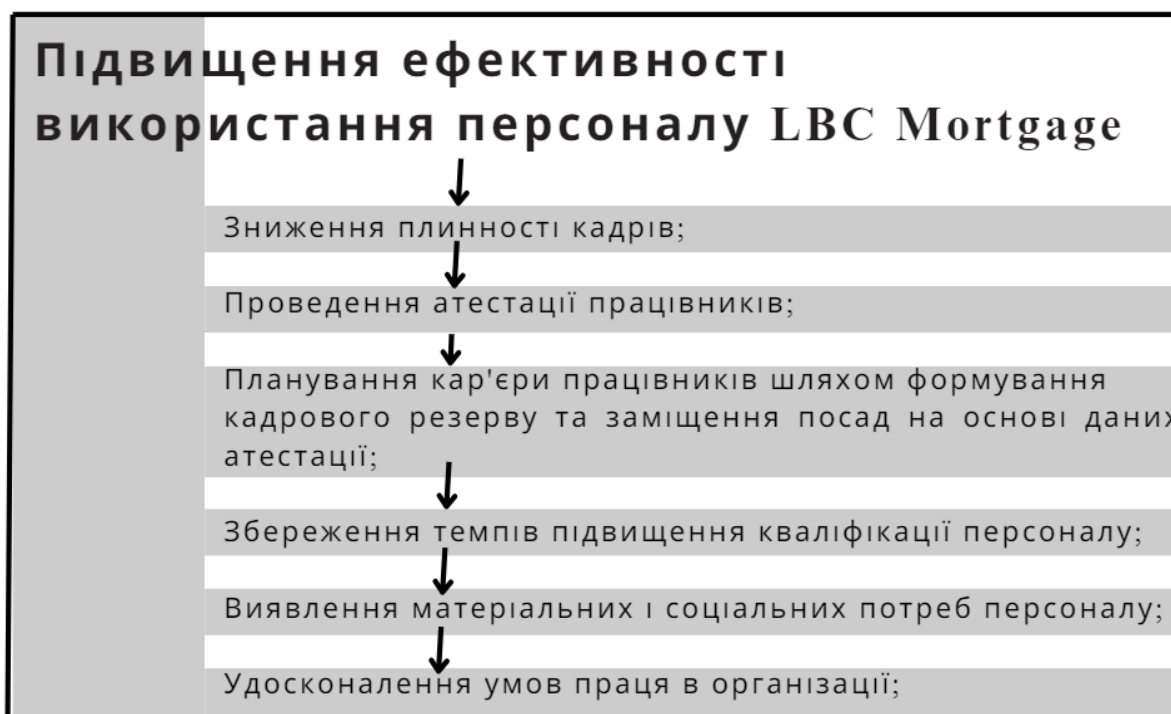 Підвищення ефективності
використання персоналу LBC Mortgage
Зниження плинності кадрів;
Проведення атестації працівників;
Планування кар'єри працівників шляхом формування
кадрового резерву та заміщення посад на основі даних
атестації;
Збереження темпів підвищення кваліфікації персоналу;
Виявлення матеріальних і соціальних потреб персоналу;
Удосконалення умов праця в організації;